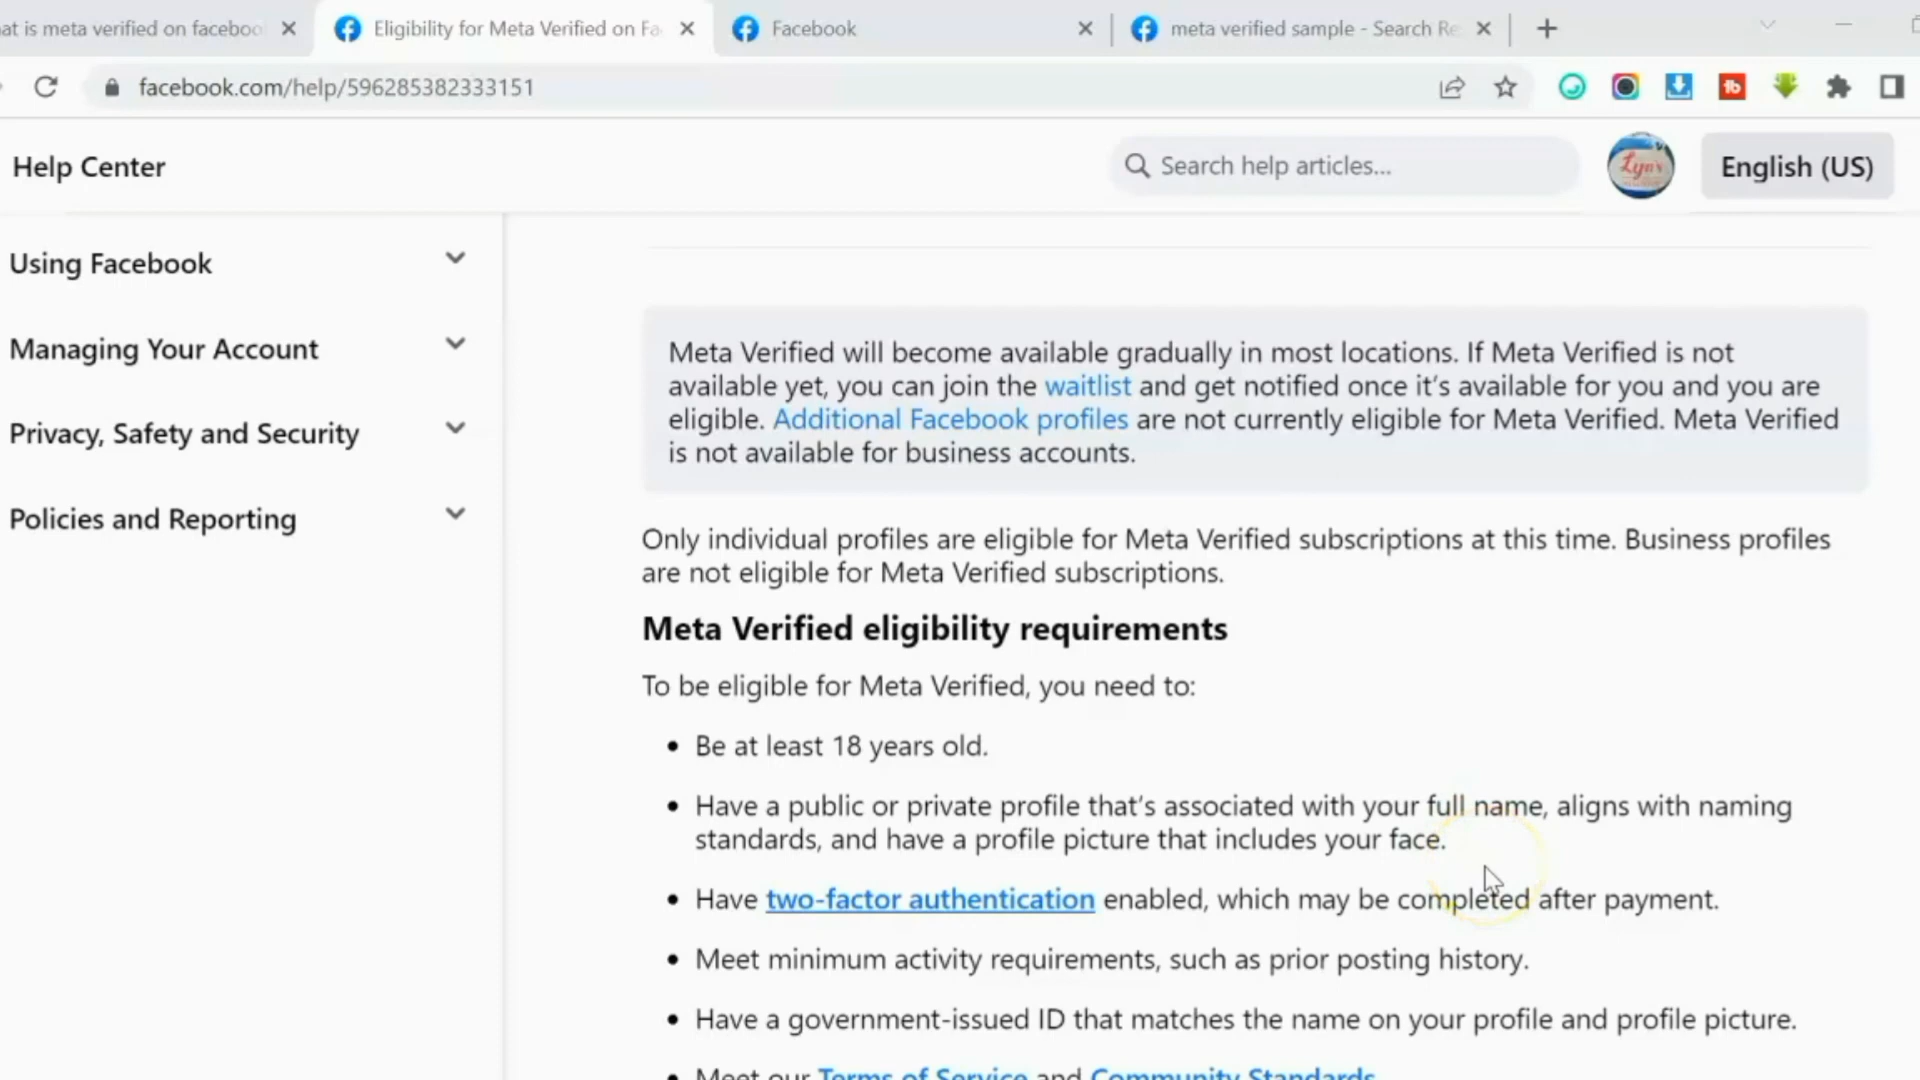 at is meta verified on faceboo
Eligibility for Meta Verified on Fa
Facebook
meta verified sample - Search Re
facebook.com/help/596285382333151
Help Center
Search help articles...
Lyn's
English (US)
Using Facebook
Managing Your Account
Privacy, Safety and Security
Policies and Reporting
Meta Verified will become available gradually in most locations. If Meta Verified is not
available yet, you can join the waitlist and get notified once it's available for you and you are
eligible. Additional Facebook profiles are not currently eligible for Meta Verified. Meta Verified
is not available for business accounts.
Only individual profiles are eligible for Meta Verified subscriptions at this time. Business profiles
are not eligible for Meta Verified subscriptions.
Meta Verified eligibility requirements
To be eligible for Meta Verified, you need to:
• Be at least 18 years old.
• Have a public or private profile that's associated with your full name, aligns with naming
standards, and have a profile picture that includes your face.
• Have two-factor authentication enabled, which may be completed after payment.
• Meet minimum activity requirements, such as prior posting history.
• Have a government-issued ID that matches the name on your profile and profile picture.
• Meet our Terms of Service and Community Standards.